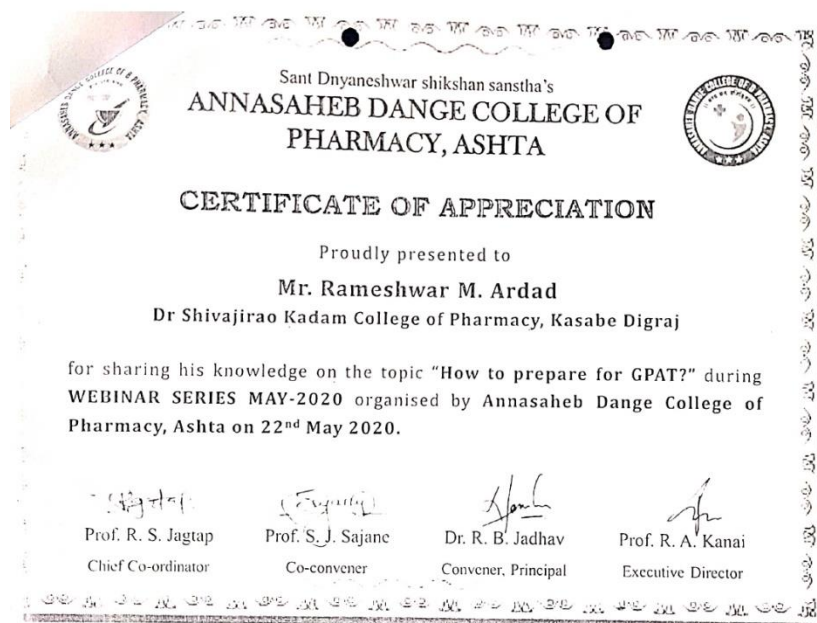 Sant Dnyaneshwar shikshan sanstha's
ANNASAHEB DANGE COLLEGE OF
PHARMACY, ASHTA
CERTIFICATE OF APPRECIATION
Proudly presented to
Mr. Rameshwar M. Ardad
Dr Shivajirao Kadam College of Pharmacy, Kasabe Digraj
for sharing his knowledge on the topic "How to prepare for GPAT?" during
WEBINAR SERIES MAY-2020 organised by Annasaheb Dange College of
Pharmacy, Ashta on 22nd May 2020.
Prof. R. S. Jagtap Prof. S. J. Sajane Dr. R. B. Jadhav Prof. R. A. Kanai
Chief Co-ordinator Co-convener Convener, Principal Executive Director